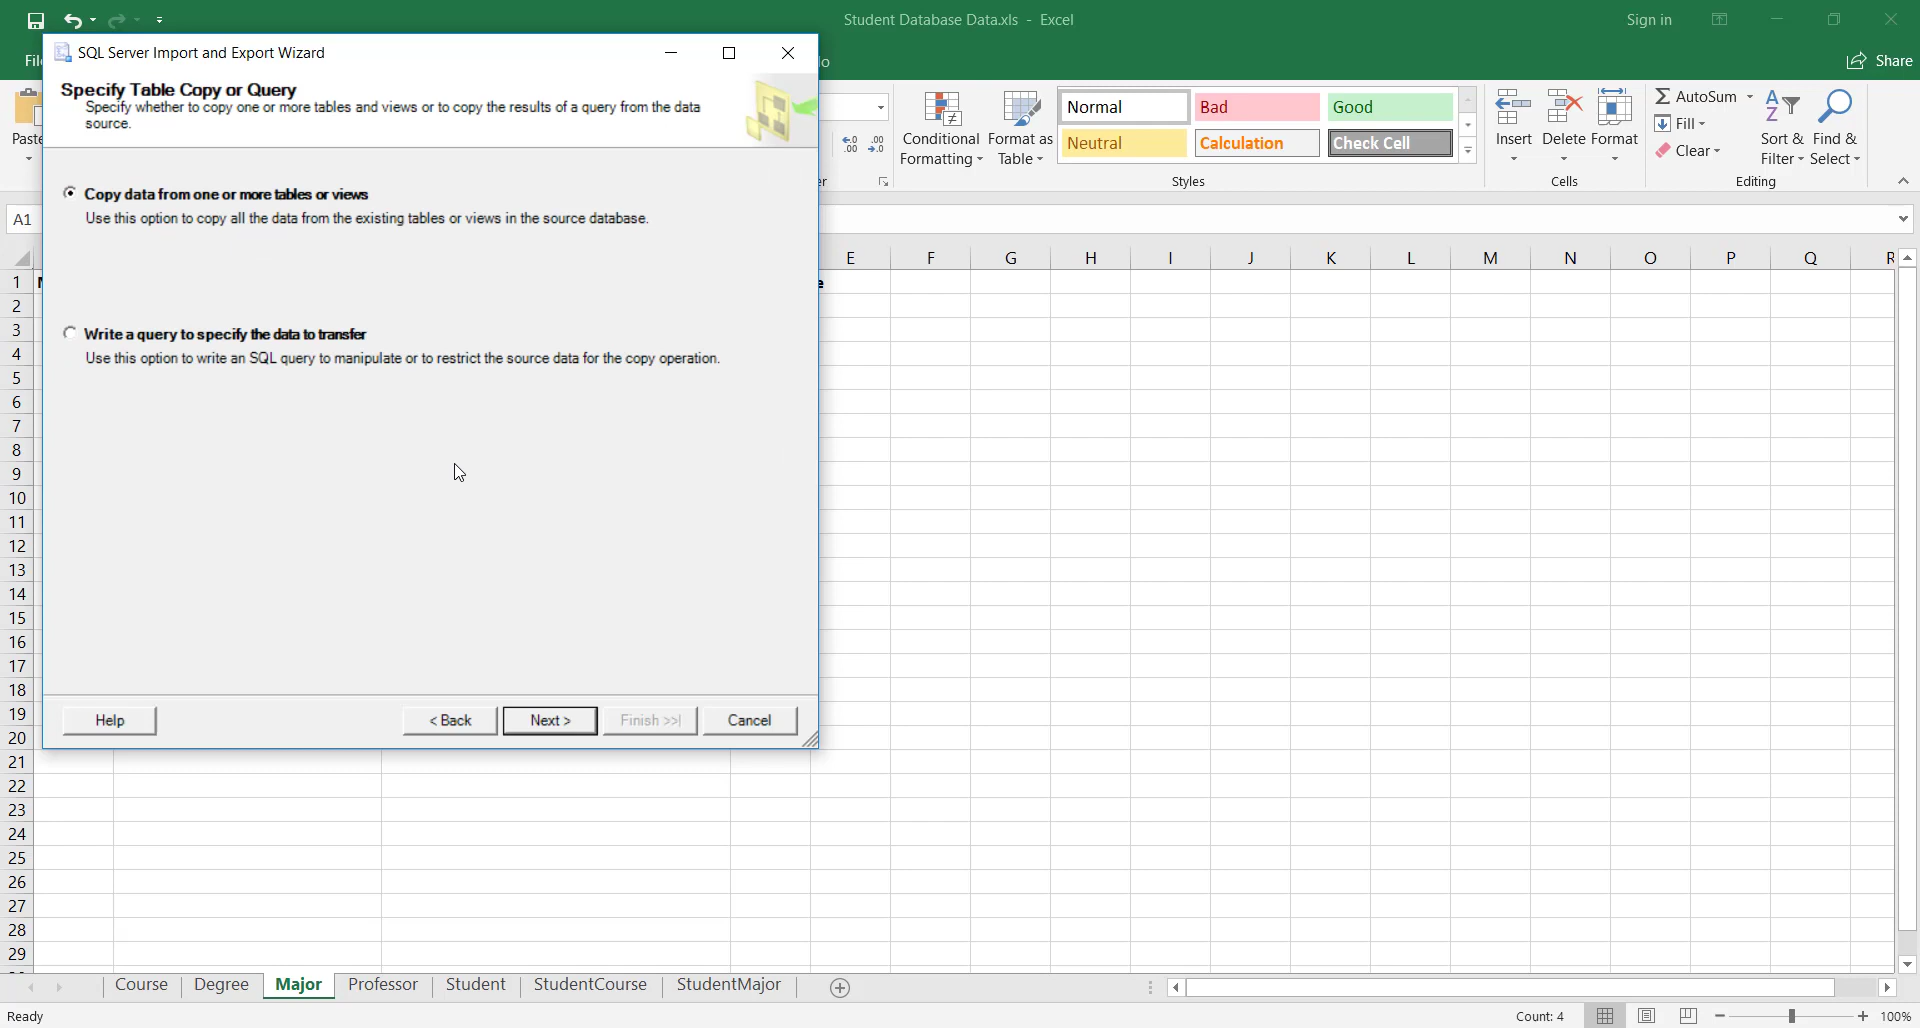 Student Database Data.xls - Excel
Sign in
SQL Server Import and Export Wizard
Share
Specify Table Copy or Query
Specify whether to copy one or more tables and views or to copy the results of a query from the data
source.
Paste
Conditional
Formatting
Format as
Table
Normal
Bad
Good
Neutral
Calculation
Check Cell
Styles
Insert
Delete
Format
Cells
AutoSum
Fill
Clear
Sort &
Filter
Find &
Select
Editing
A1
Copy data from one or more tables or views
Use this option to copy all the data from the existing tables or views in the source database.
Write a query to specify the data to transfer
Use this option to write an SQL query to manipulate or to restrict the source data for the copy operation.
Help
< Back
Next >
Finish >>|
Cancel
E F G H I J K L M N O P Q R
1
2
3
4
5
6
7
8
9
10
11
12
13
14
15
16
17
18
19
20
21
22
23
24
25
26
27
28
29
Course
Degree
Major
Professor
Student
StudentCourse
StudentMajor
Ready
Count: 4
100%